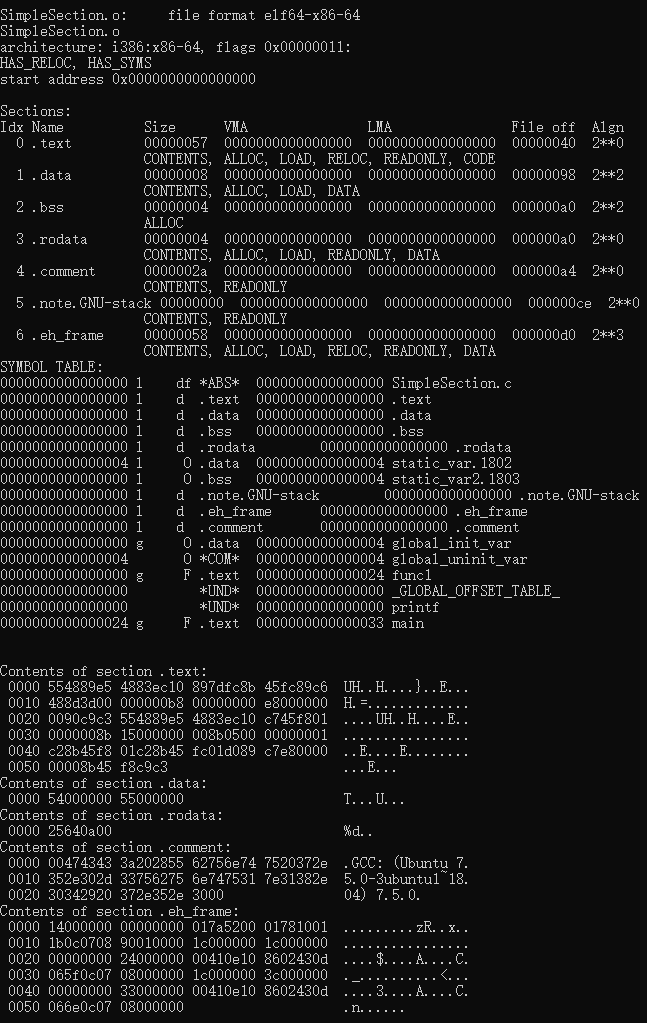 SimpleSection.o:     file format elf64-x86-64
SimpleSection.o
architecture: i386:x86-64, flags 0x00000011:
HAS_RELOC, HAS_SYMS
start address 0x0000000000000000

Sections:
Idx Name          Size      VMA               LMA               File off  Algn
  0 .text         00000057  0000000000000000  0000000000000000  00000040  2**0
                  CONTENTS, ALLOC, LOAD, RELOC, READONLY, CODE
  1 .data         00000008  0000000000000000  0000000000000000  00000098  2**2
                  CONTENTS, ALLOC, LOAD, DATA
  2 .bss          00000004  0000000000000000  0000000000000000  000000a0  2**2
                  ALLOC
  3 .rodata       00000004  0000000000000000  0000000000000000  000000a0  2**0
                  CONTENTS, ALLOC, LOAD, READONLY, DATA
  4 .comment      0000002a  0000000000000000  0000000000000000  000000a4  2**0
                  CONTENTS, READONLY
  5 .note.GNU-stack 00000000  0000000000000000  0000000000000000  000000ce  2**0
                  CONTENTS, READONLY
  6 .eh_frame     00000058  0000000000000000  0000000000000000  000000d0  2**3
                  CONTENTS, ALLOC, LOAD, RELOC, READONLY, DATA
SYMBOL TABLE:
0000000000000000 l    df *ABS*  0000000000000000 SimpleSection.c
0000000000000000 l    d  .text  0000000000000000 .text
0000000000000000 l    d  .data  0000000000000000 .data
0000000000000000 l    d  .bss   0000000000000000 .bss
0000000000000000 l    d  .rodata        0000000000000000 .rodata
0000000000000004 l     O .data  0000000000000004 static_var.1802
0000000000000000 l     O .bss   0000000000000004 static_var2.1803
0000000000000000 l    d  .note.GNU-stack        0000000000000000 .note.GNU-stack
0000000000000000 l    d  .eh_frame      0000000000000000 .eh_frame
0000000000000000 l    d  .comment       0000000000000000 .comment
0000000000000000 g     O .data  0000000000000004 global_init_var
0000000000000004       O *COM*  0000000000000004 global_uninit_var
0000000000000000 g     F .text  0000000000000024 func1
0000000000000000         *UND*  0000000000000000 _GLOBAL_OFFSET_TABLE_
0000000000000000         *UND*  0000000000000000 printf
0000000000000024 g     F .text  0000000000000033 main

Contents of section .text:
 0000 554889e5 4883ec10 897dfc8b 45fc89c6  UH..H....}..E...
 0010 488d3d00 000000b8 00000000 e8000000  H.=.............
 0020 0090c9c3 554889e5 4883ec10 c745f801  ....UH..H....E..
 0030 0000008b 15000000 008b0500 00000001  ................
 0040 c28b45f8 01c28b45 fc01d089 c7e80000  ..E....E........
 0050 00008b45 f8c9c3                      ...E...
Contents of section .data:
 0000 54000000 55000000                    T...U...
Contents of section .rodata:
 0000 25640a00                             %d..
Contents of section .comment:
 0000 00474343 3a202855 62756e74 7520372e  .GCC: (Ubuntu 7.
 0010 352e302d 33756275 6e747531 7e31382e  5.0-3ubuntu1~18.
 0020 30342920 372e352e 3000               04) 7.5.0.
Contents of section .eh_frame:
 0000 14000000 00000000 017a5200 01781001  .........zR..x..
 0010 1b0c0708 90010000 1c000000 1c000000  ................
 0020 00000000 24000000 00410e10 8602430d  ....$....A....C.
 0030 065f0c07 08000000 1c000000 3c000000  ._..........<...
 0040 00000000 33000000 00410e10 8602430d  ....3....A....C.
 0050 066e0c07 08000000                    .n......